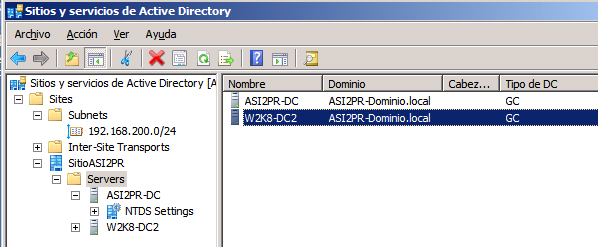 Sitios y servicios de Active Directory
Archivo Acción Ver Ayuda
Sitios y servicios de Active Directory [A
Sites
Subnets
192.168.200.0/24
Inter-Site Transports
SitioASI2PR
Servers
ASI2PR-DC
NTDS Settings
W2K8-DC2
Nombre Dominio Cabez... Tipo de DC
ASI2PR-DC ASI2PR-Dominio.local GC
W2K8-DC2 ASI2PR-Dominio.local GC